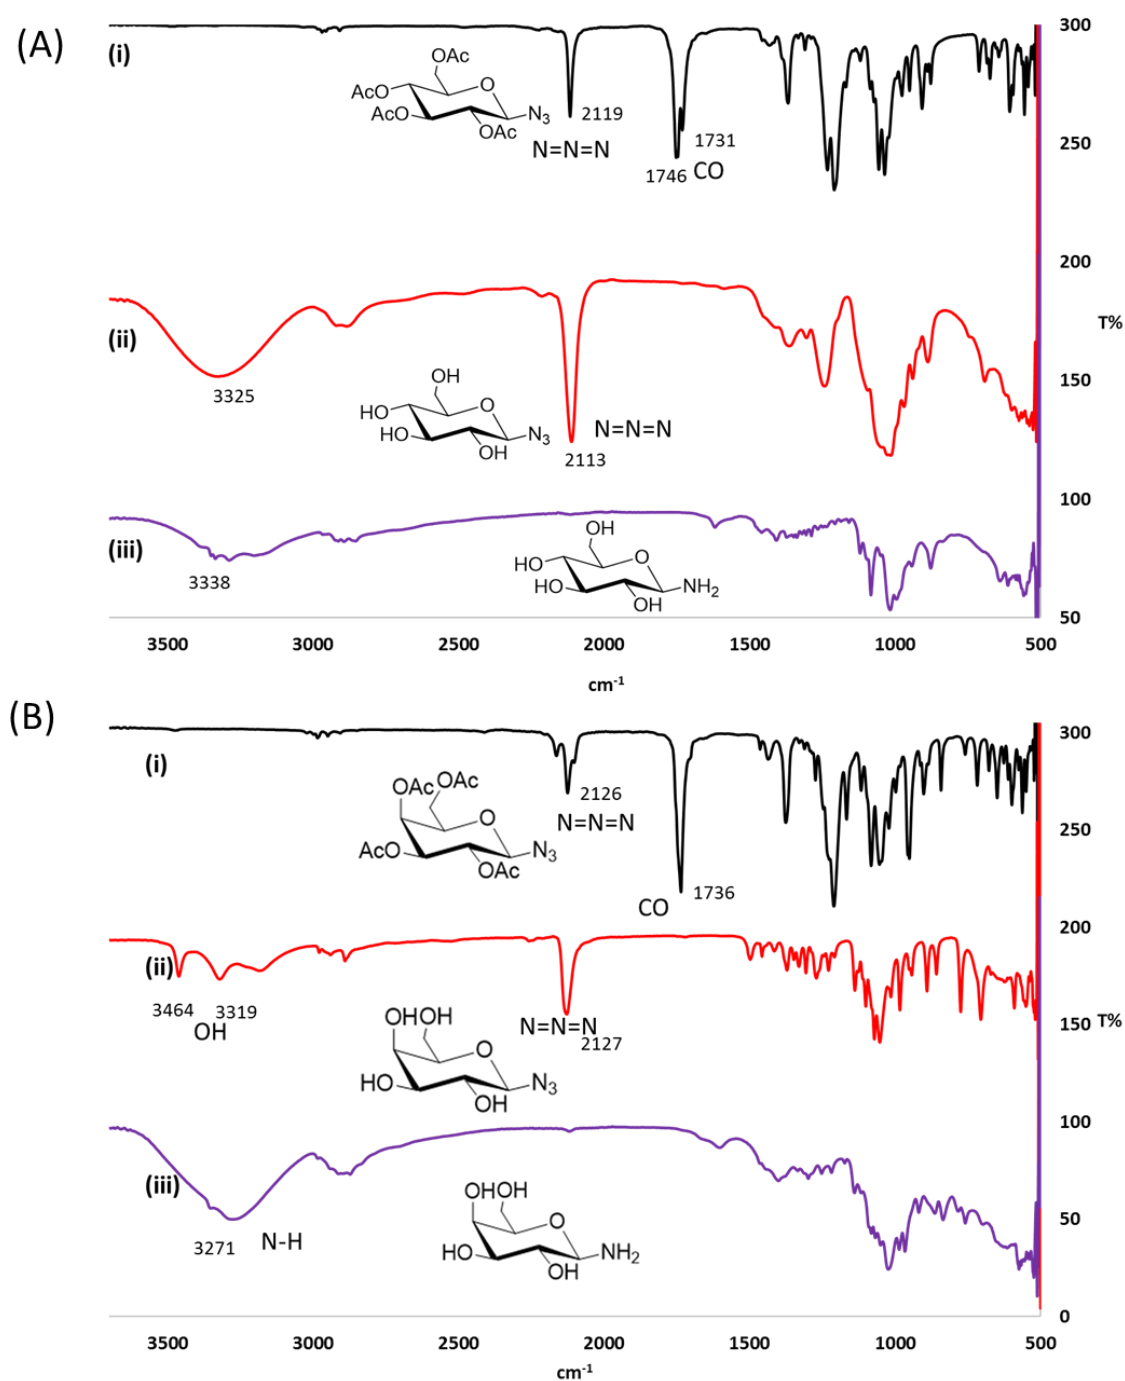 (A)
(i)
OAc
AcO
O
AcO
N3
OAc
2119
N=N=N
1731
1746 CO
300
250
200
(ii)
3325
OH
HO
O
HO
N3
OH
N=N=N
2113
T%
150
100
(iii)
3338
OH
HO
O
HO
NH2
OH
50
3500 3000 2500 2000 1500 1000 500
cm-1
(B)
(i)
OAc OAc
O
AcO
N3
OAc
2126
N=N=N
CO
1736
300
250
200
(ii)
3464 3319
OH
OHOH
O
HO
N3
OH
N=N=N
2127
150 T%
100
(iii)
3271 N-H
OHOH
O
HO
NH2
OH
50
0
3500 3000 2500 2000 1500 1000 500
cm-1